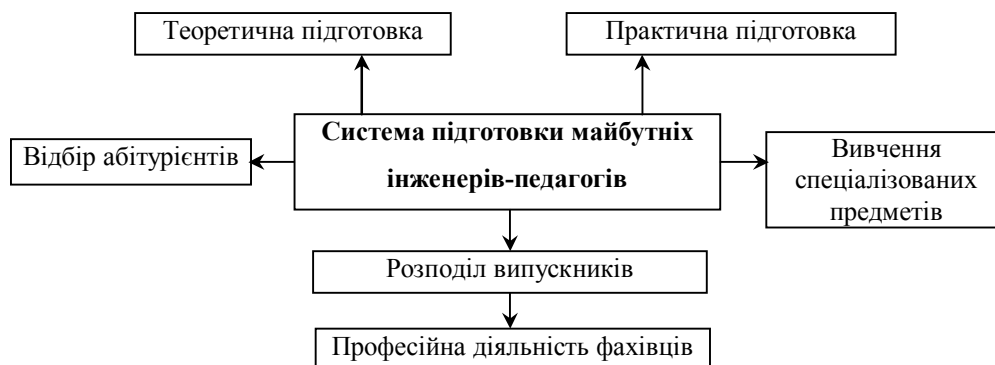 Теоретична підготовка
Практична підготовка
Система підготовки майбутніх
інженерів-педагогів
Відбір абітурієнтів
Вивчення
спеціалізованих
предметів
Розподіл випускників
Професійна діяльність фахівців